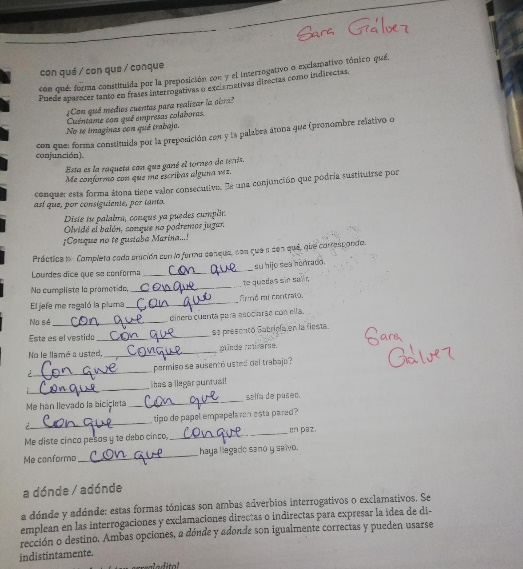 Sara Gálvez
con qué / con que / conque
con qué: forma constituida por la preposición con y el interrogativo o exclamativo tónico qué.
Puede aparecer tanto en frases interrogativas o exclamativas directas como indirectas.
¿Con qué medios cuentas para realizar la obra?
Cuéntame con qué empresas colaboras.
No te imaginas con qué trabajo.
con que: forma constituida por la preposición con y la palabra átona que (pronombre relativo o
conjunción).
Esta es la raqueta con que gané el torneo de tenis.
Me conformo con que me escribas alguna vez.
conque: esta forma átona tiene valor consecutivo. Es una conjunción que podría sustituirse por
así que, por consiguiente, por tanto.
Diste tu palabra, conque ya puedes cumplir.
Olvidé el balón, conque no podremos jugar.
¡Conque no te gustaba Marina...!
Práctica Completa cada oración con la forma conque, con que o con qué, que corresponda.
Lourdes dice que se conforma con que su hijo sea honrado.
No cumpliste lo prometido, conque te quedas sin salir.
El jefe me regaló la pluma con que firmó mi contrato.
No sé con que dinero cuenta para asociarse con ella.
Este es el vestido con que se presentó Gabriela en la fiesta.
No le llamé a usted, conque puede retirarse.
¿ Con que permiso se ausentó usted del trabajo?
¡ Conque ibas a llegar puntual!
Me han llevado la bicicleta con que salía de paseo.
¿ Con que tipo de papel empapelaron esta pared?
Me diste cinco pesos y te debo cinco, conque en paz.
Me conformo con que haya llegado sano y salvo.
Sara
Gálvez
a dónde / adónde
a dónde y adónde: estas formas tónicas son ambas adverbios interrogativos o exclamativos. Se
emplean en las interrogaciones y exclamaciones directas o indirectas para expresar la idea de di-
rección o destino. Ambas opciones, a dónde y adónde son igualmente correctas y pueden usarse
indistintamente.